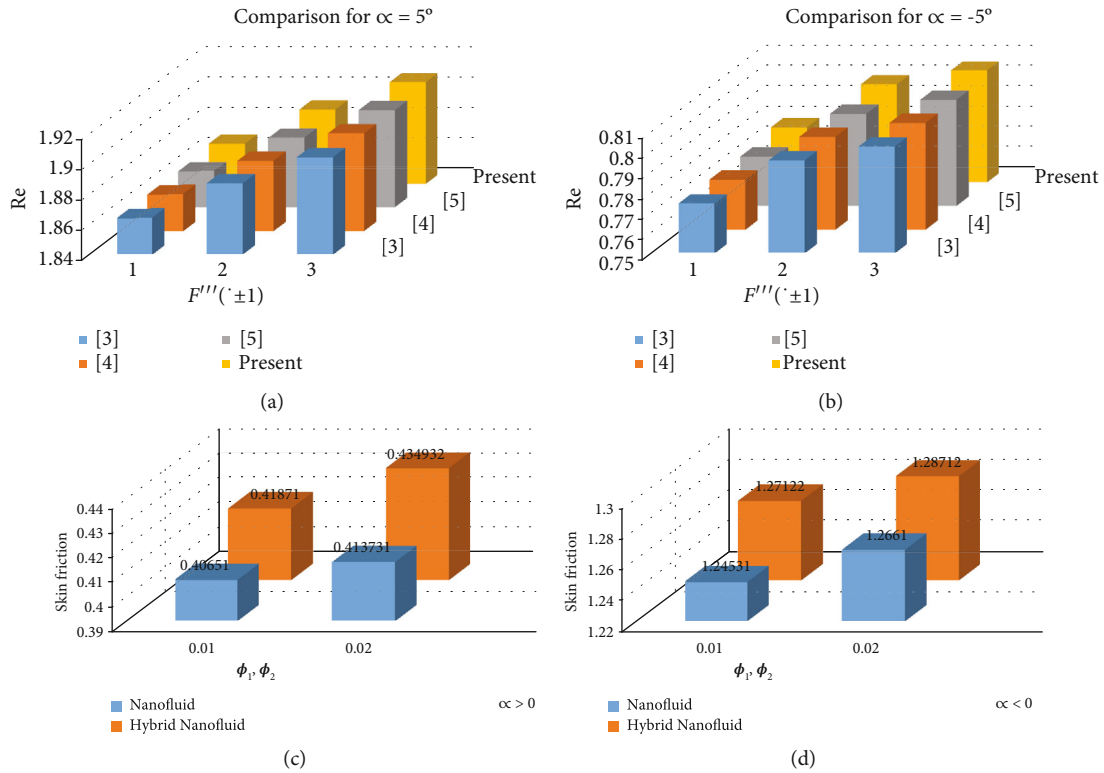 Comparison for ∝ = 5º
Re
1.92
1.9
1.88
1.86
1.84
1
2
3
[3]
[4]
[5]
Present
F′′′(˙±1)
[3]
[5]
[4]
Present
(a)
Comparison for ∝ = -5º
Re
0.81
0.8
0.79
0.78
0.77
0.76
0.75
1
2
3
[3]
[4]
[5]
Present
F′′′(˙±1)
[3]
[5]
[4]
Present
(b)
Skin friction
0.44
0.43
0.42
0.41
0.4
0.39
0.40651
0.41871
0.413731
0.434932
0.01
0.02
ϕ₁, ϕ₂
Nanofluid
∝ > 0
Hybrid Nanofluid
(c)
Skin friction
1.3
1.28
1.26
1.24
1.22
1.24531
1.27122
1.2661
1.28712
0.01
0.02
ϕ₁, ϕ₂
Nanofluid
∝ < 0
Hybrid Nanofluid
(d)